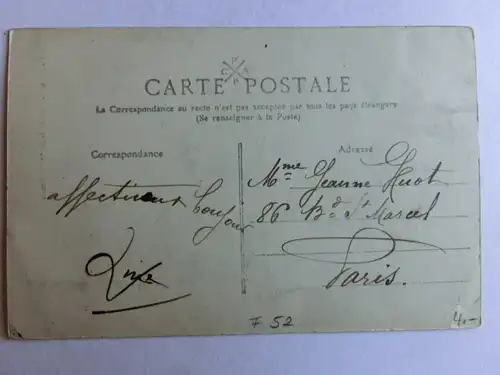 CARTE POSTALE
La Correspondance au recto n'est pas acceptée par tous les pays étrangers
(Se renseigner à la Poste)
Correspondance
Adresse
affectueux bonjour
Mme Jeanne Huot
86 Bd St Marcel
Paris.
F 52
4.-